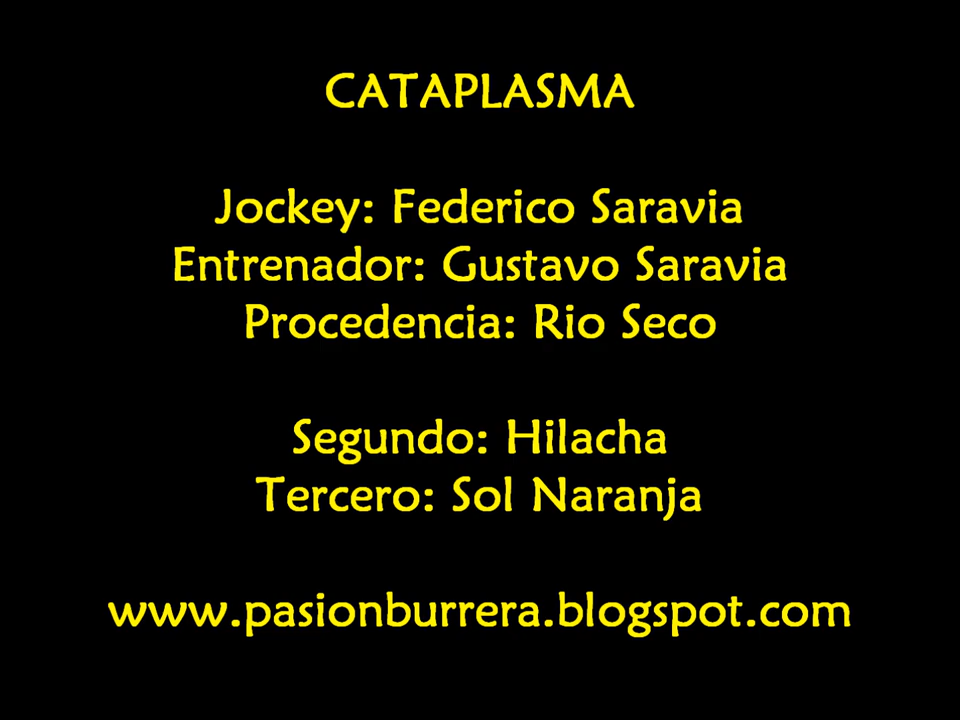 CATAPLASMA
Jockey: Federico Saravia
Entrenador: Gustavo Saravia
Procedencia: Rio Seco
Segundo: Hilacha
Tercero: Sol Naranja
www.pasionburrera.blogspot.com